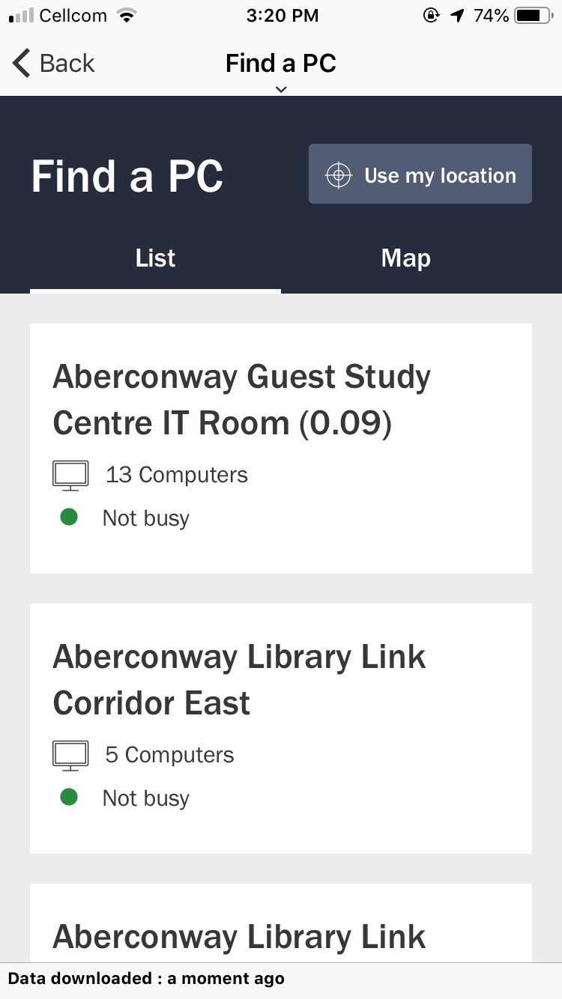 Cellcom 3:20 PM 74%
Back Find a PC
Find a PC Use my location
List Map
Aberconway Guest Study
Centre IT Room (0.09)
13 Computers
Not busy
Aberconway Library Link
Corridor East
5 Computers
Not busy
Aberconway Library Link
Data downloaded : a moment ago